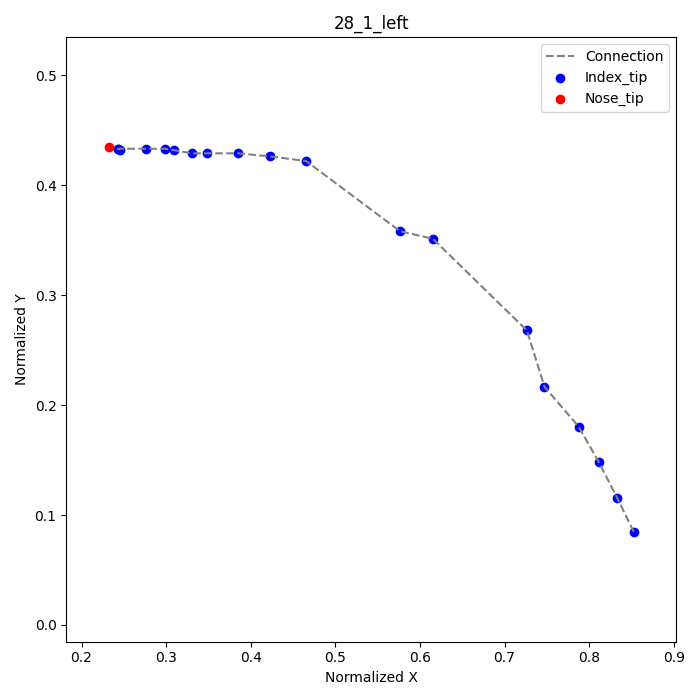 28_1_left
Connection
Index_tip
Nose_tip
Normalized Y
0.5
0.4
0.3
0.2
0.1
0.0
0.2 0.3 0.4 0.5 0.6 0.7 0.8 0.9
Normalized X